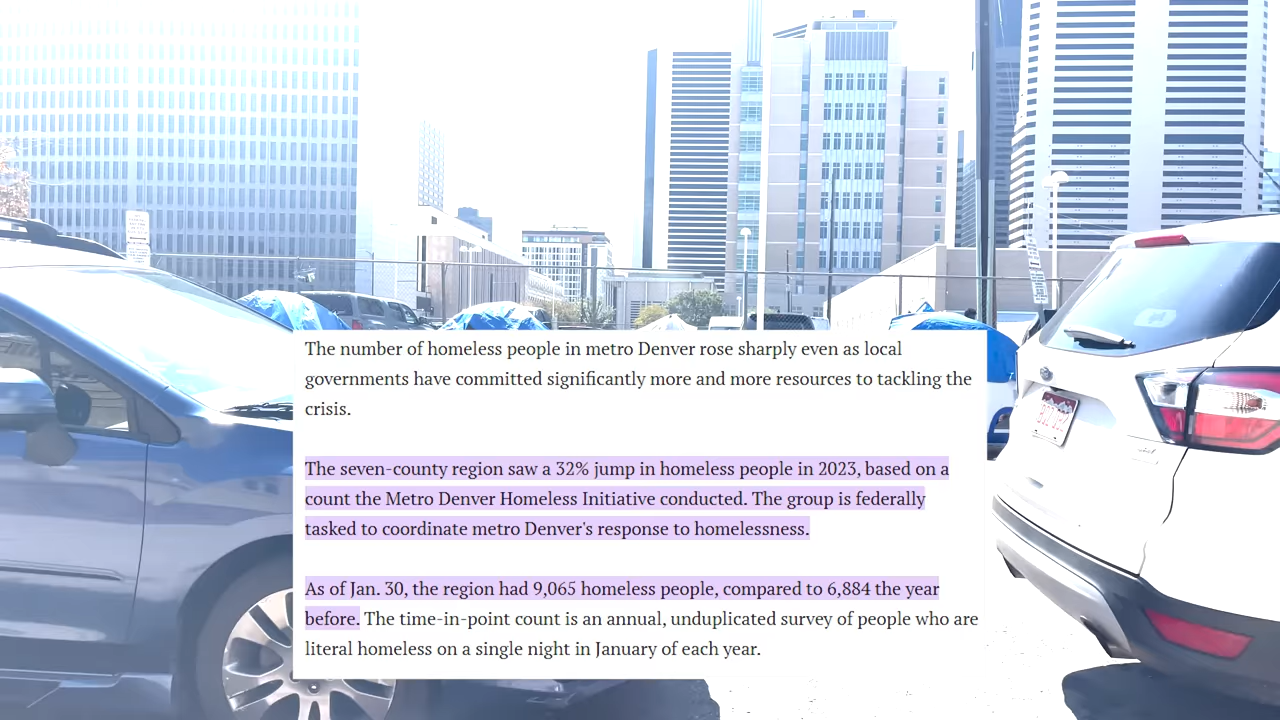 The number of homeless people in metro Denver rose sharply even as local
governments have committed significantly more and more resources to tackling the
crisis.
The seven-county region saw a 32% jump in homeless people in 2023, based on a
count the Metro Denver Homeless Initiative conducted. The group is federally
tasked to coordinate metro Denver's response to homelessness.
As of Jan. 30, the region had 9,065 homeless people, compared to 6,884 the year
before. The time-in-point count is an annual, unduplicated survey of people who are
literal homeless on a single night in January of each year.